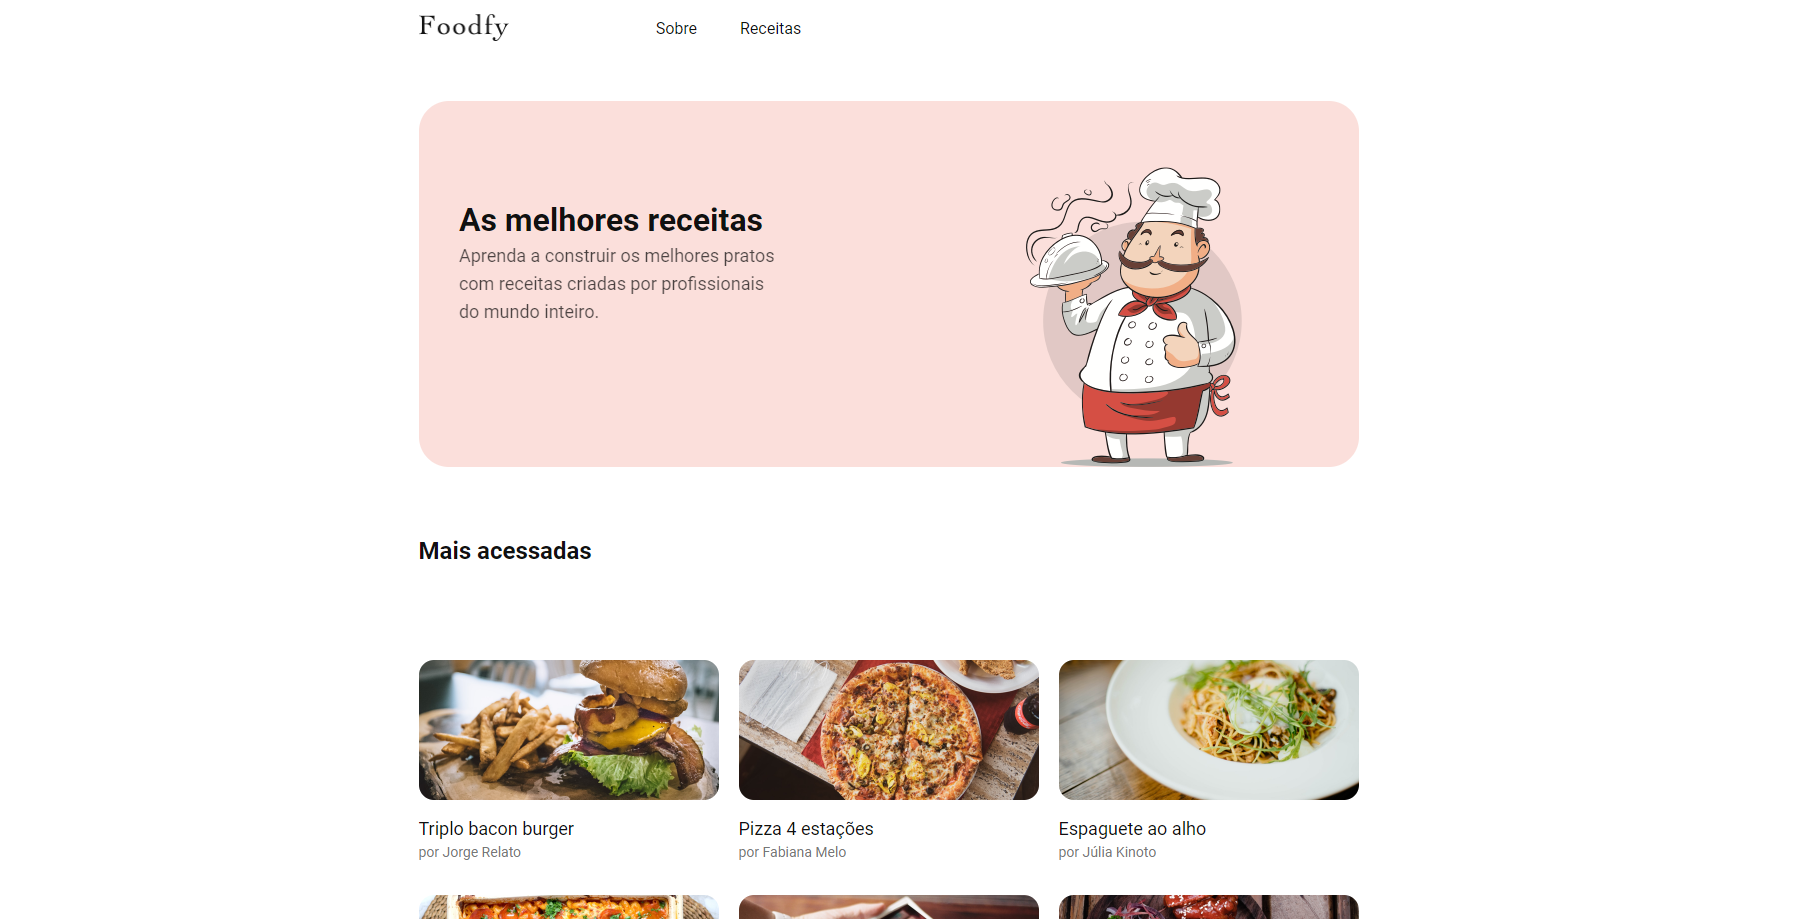 Foodfy
Sobre
Receitas
As melhores receitas
Aprenda a construir os melhores pratos
com receitas criadas por profissionais
do mundo inteiro.
Mais acessadas
Triplo bacon burger
por Jorge Relato
Pizza 4 estações
por Fabiana Melo
Espaguete ao alho
por Júlia Kinoto